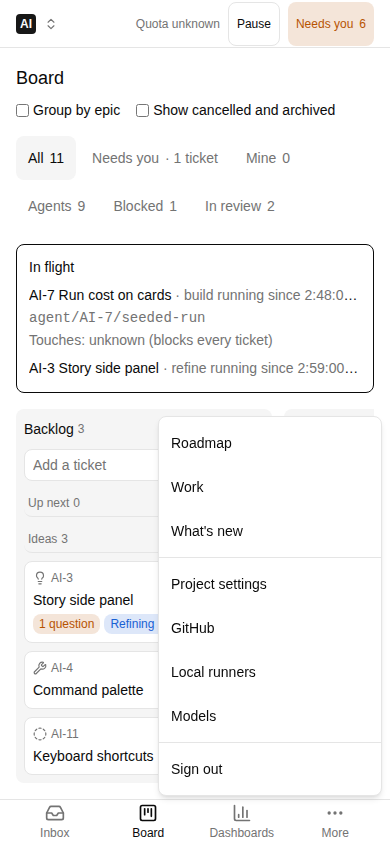 AI
Quota unknown
Pause
Needs you 6
Board
Group by epic
Show cancelled and archived
All 11
Needs you · 1 ticket
Mine 0
Agents 9
Blocked 1
In review 2
In flight
AI-7 Run cost on cards · build running since 2:48:0…
agent/AI-7/seeded-run
Touches: unknown (blocks every ticket)
AI-3 Story side panel · refine running since 2:59:00…
Backlog 3
Add a ticket
Up next 0
Ideas 3
AI-3
Story side panel
1 question
Refining
AI-4
Command palette
AI-11
Keyboard shortcuts
Roadmap
Work
What's new
Project settings
GitHub
Local runners
Models
Sign out
Inbox
Board
Dashboards
More